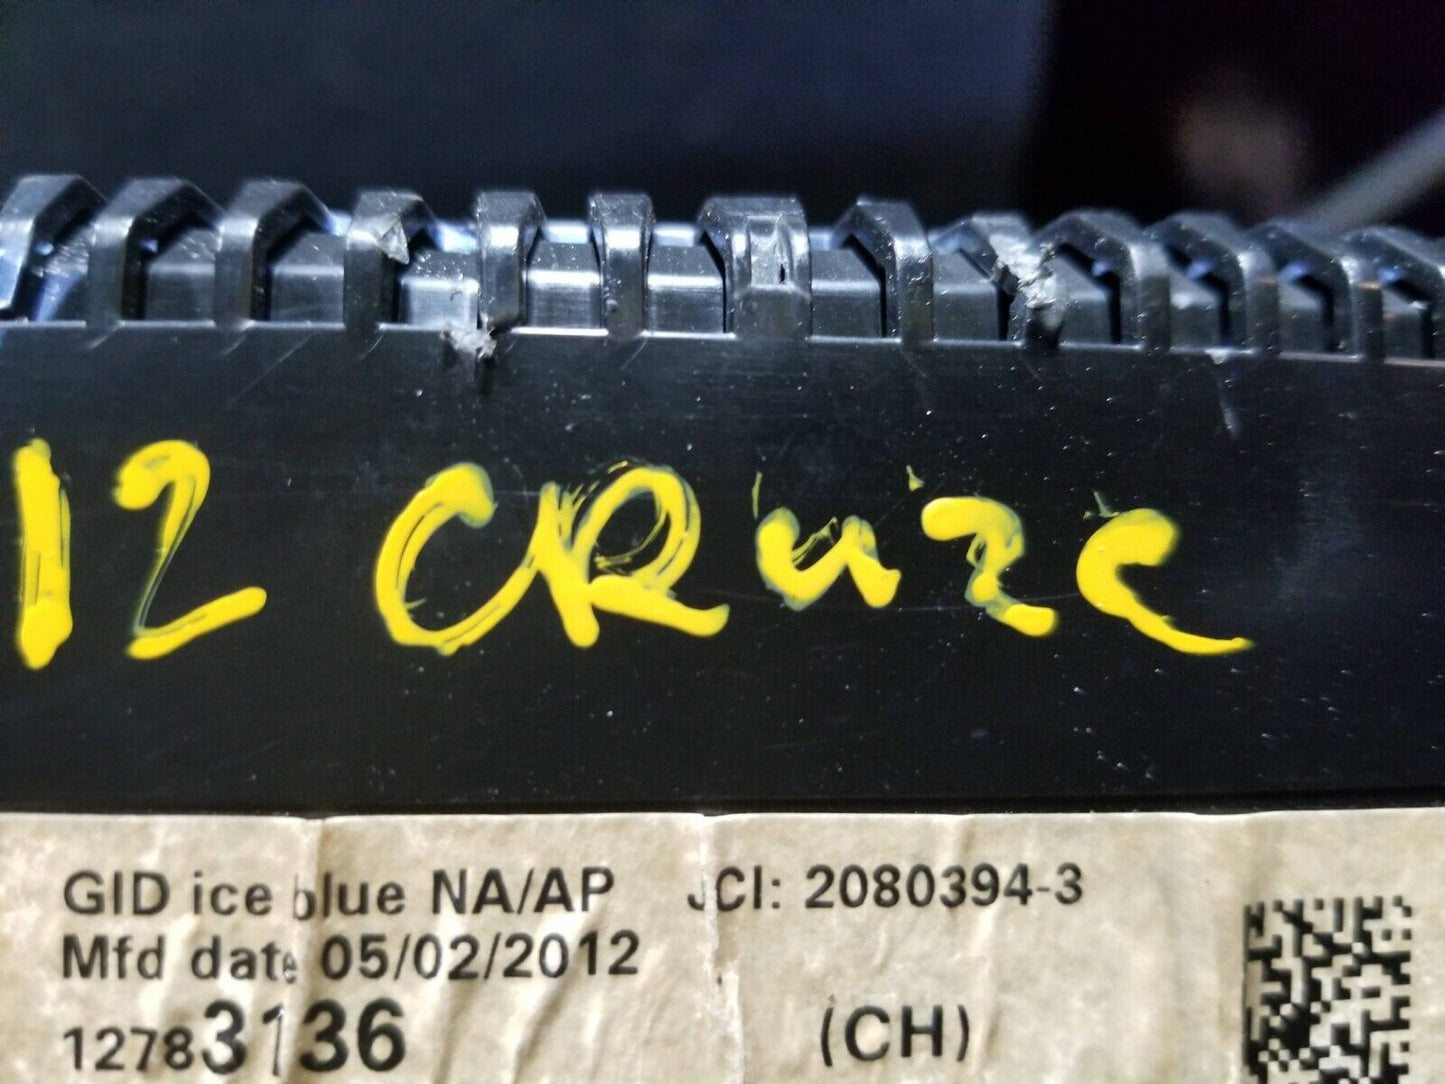 12 CRuze
GID ice blue NA/AP JCI: 2080394-3
Mfd date 05/02/2012
12783136 (CH)